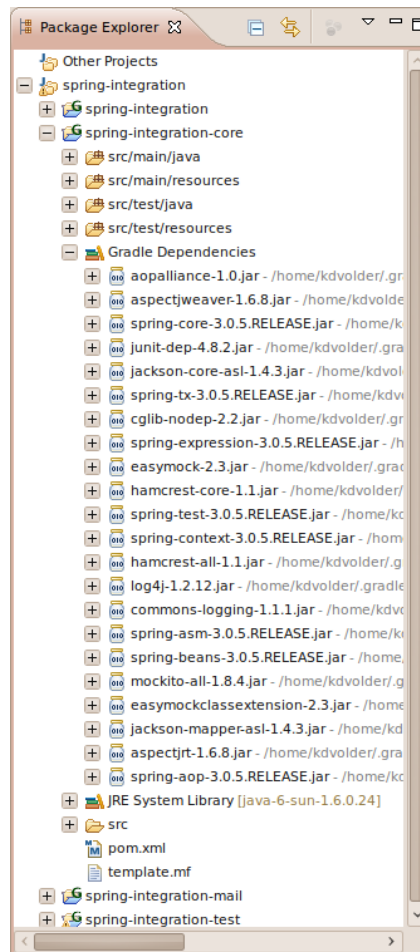 Package Explorer
Other Projects
spring-integration
spring-integration
spring-integration-core
src/main/java
src/main/resources
src/test/java
src/test/resources
Gradle Dependencies
aopalliance-1.0.jar - /home/kdvolder/.gr
aspectjweaver-1.6.8.jar - /home/kdvolde
spring-core-3.0.5.RELEASE.jar - /home/k
junit-dep-4.8.2.jar - /home/kdvolder/.gra
jackson-core-asl-1.4.3.jar - /home/kdvol
spring-tx-3.0.5.RELEASE.jar - /home/kdv
cglib-nodep-2.2.jar - /home/kdvolder/.gr
spring-expression-3.0.5.RELEASE.jar - /h
easymock-2.3.jar - /home/kdvolder/.grad
hamcrest-core-1.1.jar - /home/kdvolder/
spring-test-3.0.5.RELEASE.jar - /home/k
spring-context-3.0.5.RELEASE.jar - /hom
hamcrest-all-1.1.jar - /home/kdvolder/.g
log4j-1.2.12.jar - /home/kdvolder/.gradle
commons-logging-1.1.1.jar - /home/kdvo
spring-asm-3.0.5.RELEASE.jar - /home/k
spring-beans-3.0.5.RELEASE.jar - /home,
mockito-all-1.8.4.jar - /home/kdvolder/.g
easymockclassextension-2.3.jar - /home
jackson-mapper-asl-1.4.3.jar - /home/kd
aspectjrt-1.6.8.jar - /home/kdvolder/.gra
spring-aop-3.0.5.RELEASE.jar - /home/kd
JRE System Library [java-6-sun-1.6.0.24]
src
pom.xml
template.mf
spring-integration-mail
spring-integration-test